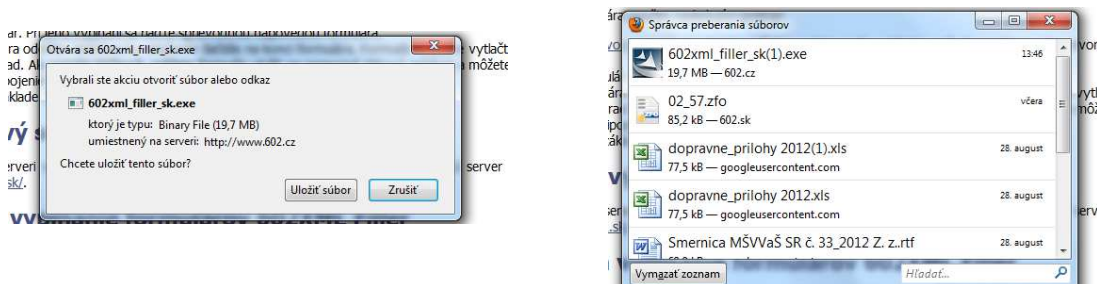 Otvára sa 602xml_filler_sk.exe
Vybrali ste akciu otvoriť súbor alebo odkaz
602xml_filler_sk.exe
ktorý je typu: Binary File (19,7 MB)
umiestnený na serveri: http://www.602.cz
Chcete uložiť tento súbor?
Uložiť súbor Zrušiť
server
Správca preberania súborov
602xml_filler_sk(1).exe 13:46
19,7 MB — 602.cz
02_57.zfo včera
85,2 kB — 602.sk
dopravne_prilohy 2012(1).xls 28. august
77,5 kB — googleusercontent.com
dopravne_prilohy 2012.xls 28. august
77,5 kB — googleusercontent.com
Smernica MŠVVaŠ SR č. 33_2012 Z. z..rtf 28. august
Vymazať zoznam Hľadať...